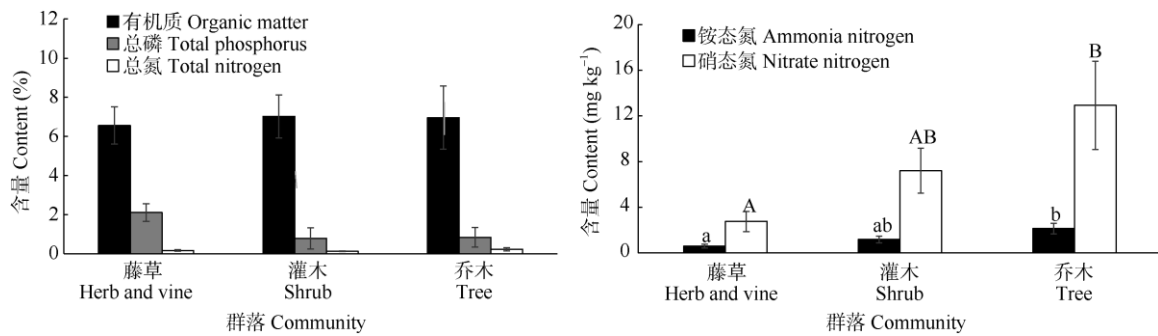 12
10
8
6
4
2
0
含量 Content (%)
有机质 Organic matter
总磷 Total phosphorus
总氮 Total nitrogen
藤草
Herb and vine
灌木
Shrub
乔木
Tree
群落 Community
20
16
12
8
4
0
含量 Content (mg kg⁻¹)
铵态氮 Ammonia nitrogen
硝态氮 Nitrate nitrogen
a
A
ab
AB
b
B
藤草
Herb and vine
灌木
Shrub
乔木
Tree
群落 Community